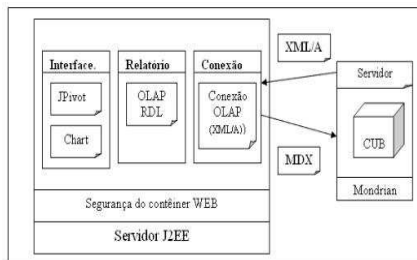 Interface.
JPivot
Chart
Relatório
OLAP
RDL
Conexão
Conexão
OLAP
(XML/A))
XML/A
MDX
Servidor
CUB
Mondrian
Segurança do contêiner WEB
Servidor J2EE